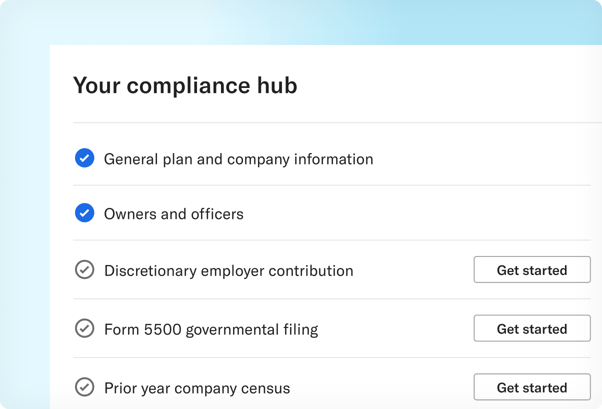 Your compliance hub
General plan and company information
Owners and officers
Discretionary employer contribution
Get started
Form 5500 governmental filing
Get started
Prior year company census
Get started